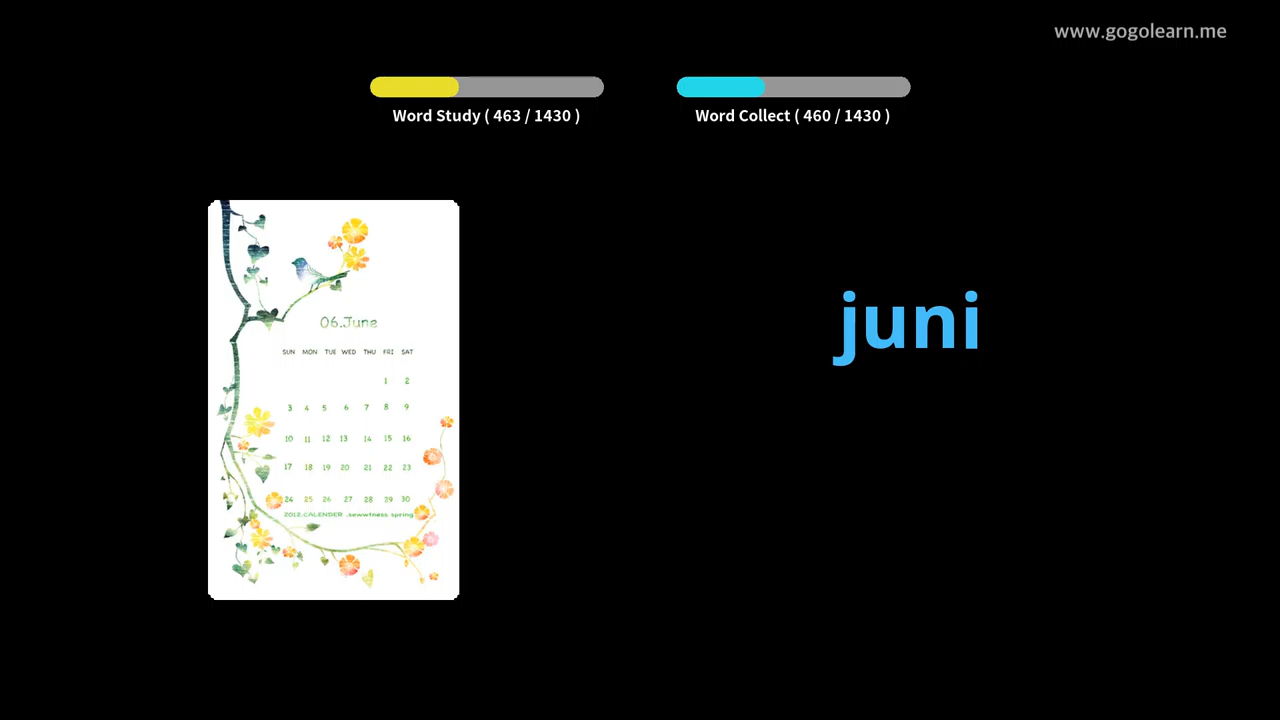 www.gogolearn.me
Word Study ( 463 / 1430 )
Word Collect ( 460 / 1430 )
juni
06.June
SUN MON TUE WED THU FRI SAT
1 2
3 4 5 6 7 8 9
10 11 12 13 14 15 16
17 18 19 20 21 22 23
24 25 26 27 28 29 30
2012.CALENDER .sewwtness spring